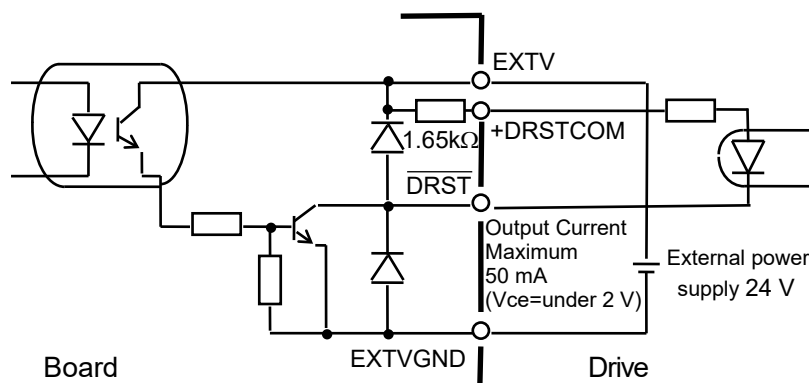 EXTV
1.65kΩ
+DRSTCOM
DRST
Output Current
Maximum
50 mA
(Vce=under 2 V)
External power
supply 24 V
EXTVGND
Board
Drive